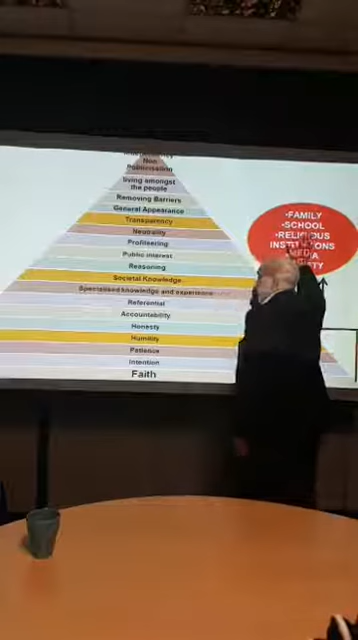 Non
Politicisation
living amongst
the people
Removing Barriers
General Appearance
Transparency
Neutrality
Profiteering
Public interest
Reasoning
Societal Knowledge
Specialised knowledge and experience
Referential
Accountability
Honesty
Humility
Patience
Intention
Faith
•FAMILY
•SCHOOL
•RELIGIOUS
INSTITUTIONS
MEDIA